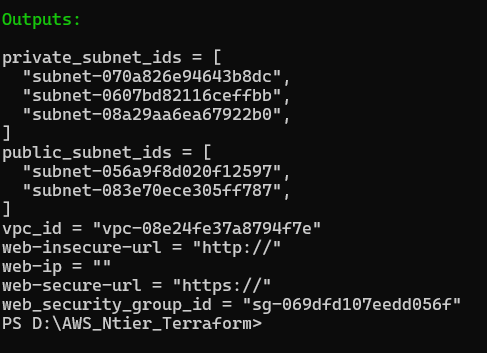 Outputs:
private_subnet_ids = [
  "subnet-070a826e94643b8dc",
  "subnet-0607bd82116ceffbb",
  "subnet-08a29aa6ea67922b0",
]
public_subnet_ids = [
  "subnet-056a9f8d020f12597",
  "subnet-083e70ece305ff787",
]
vpc_id = "vpc-08e24fe37a8794f7e"
web-insecure-url = "http://"
web-ip = ""
web-secure-url = "https://"
web_security_group_id = "sg-069dfd107eedd056f"
PS D:\AWS_Ntier_Terraform>